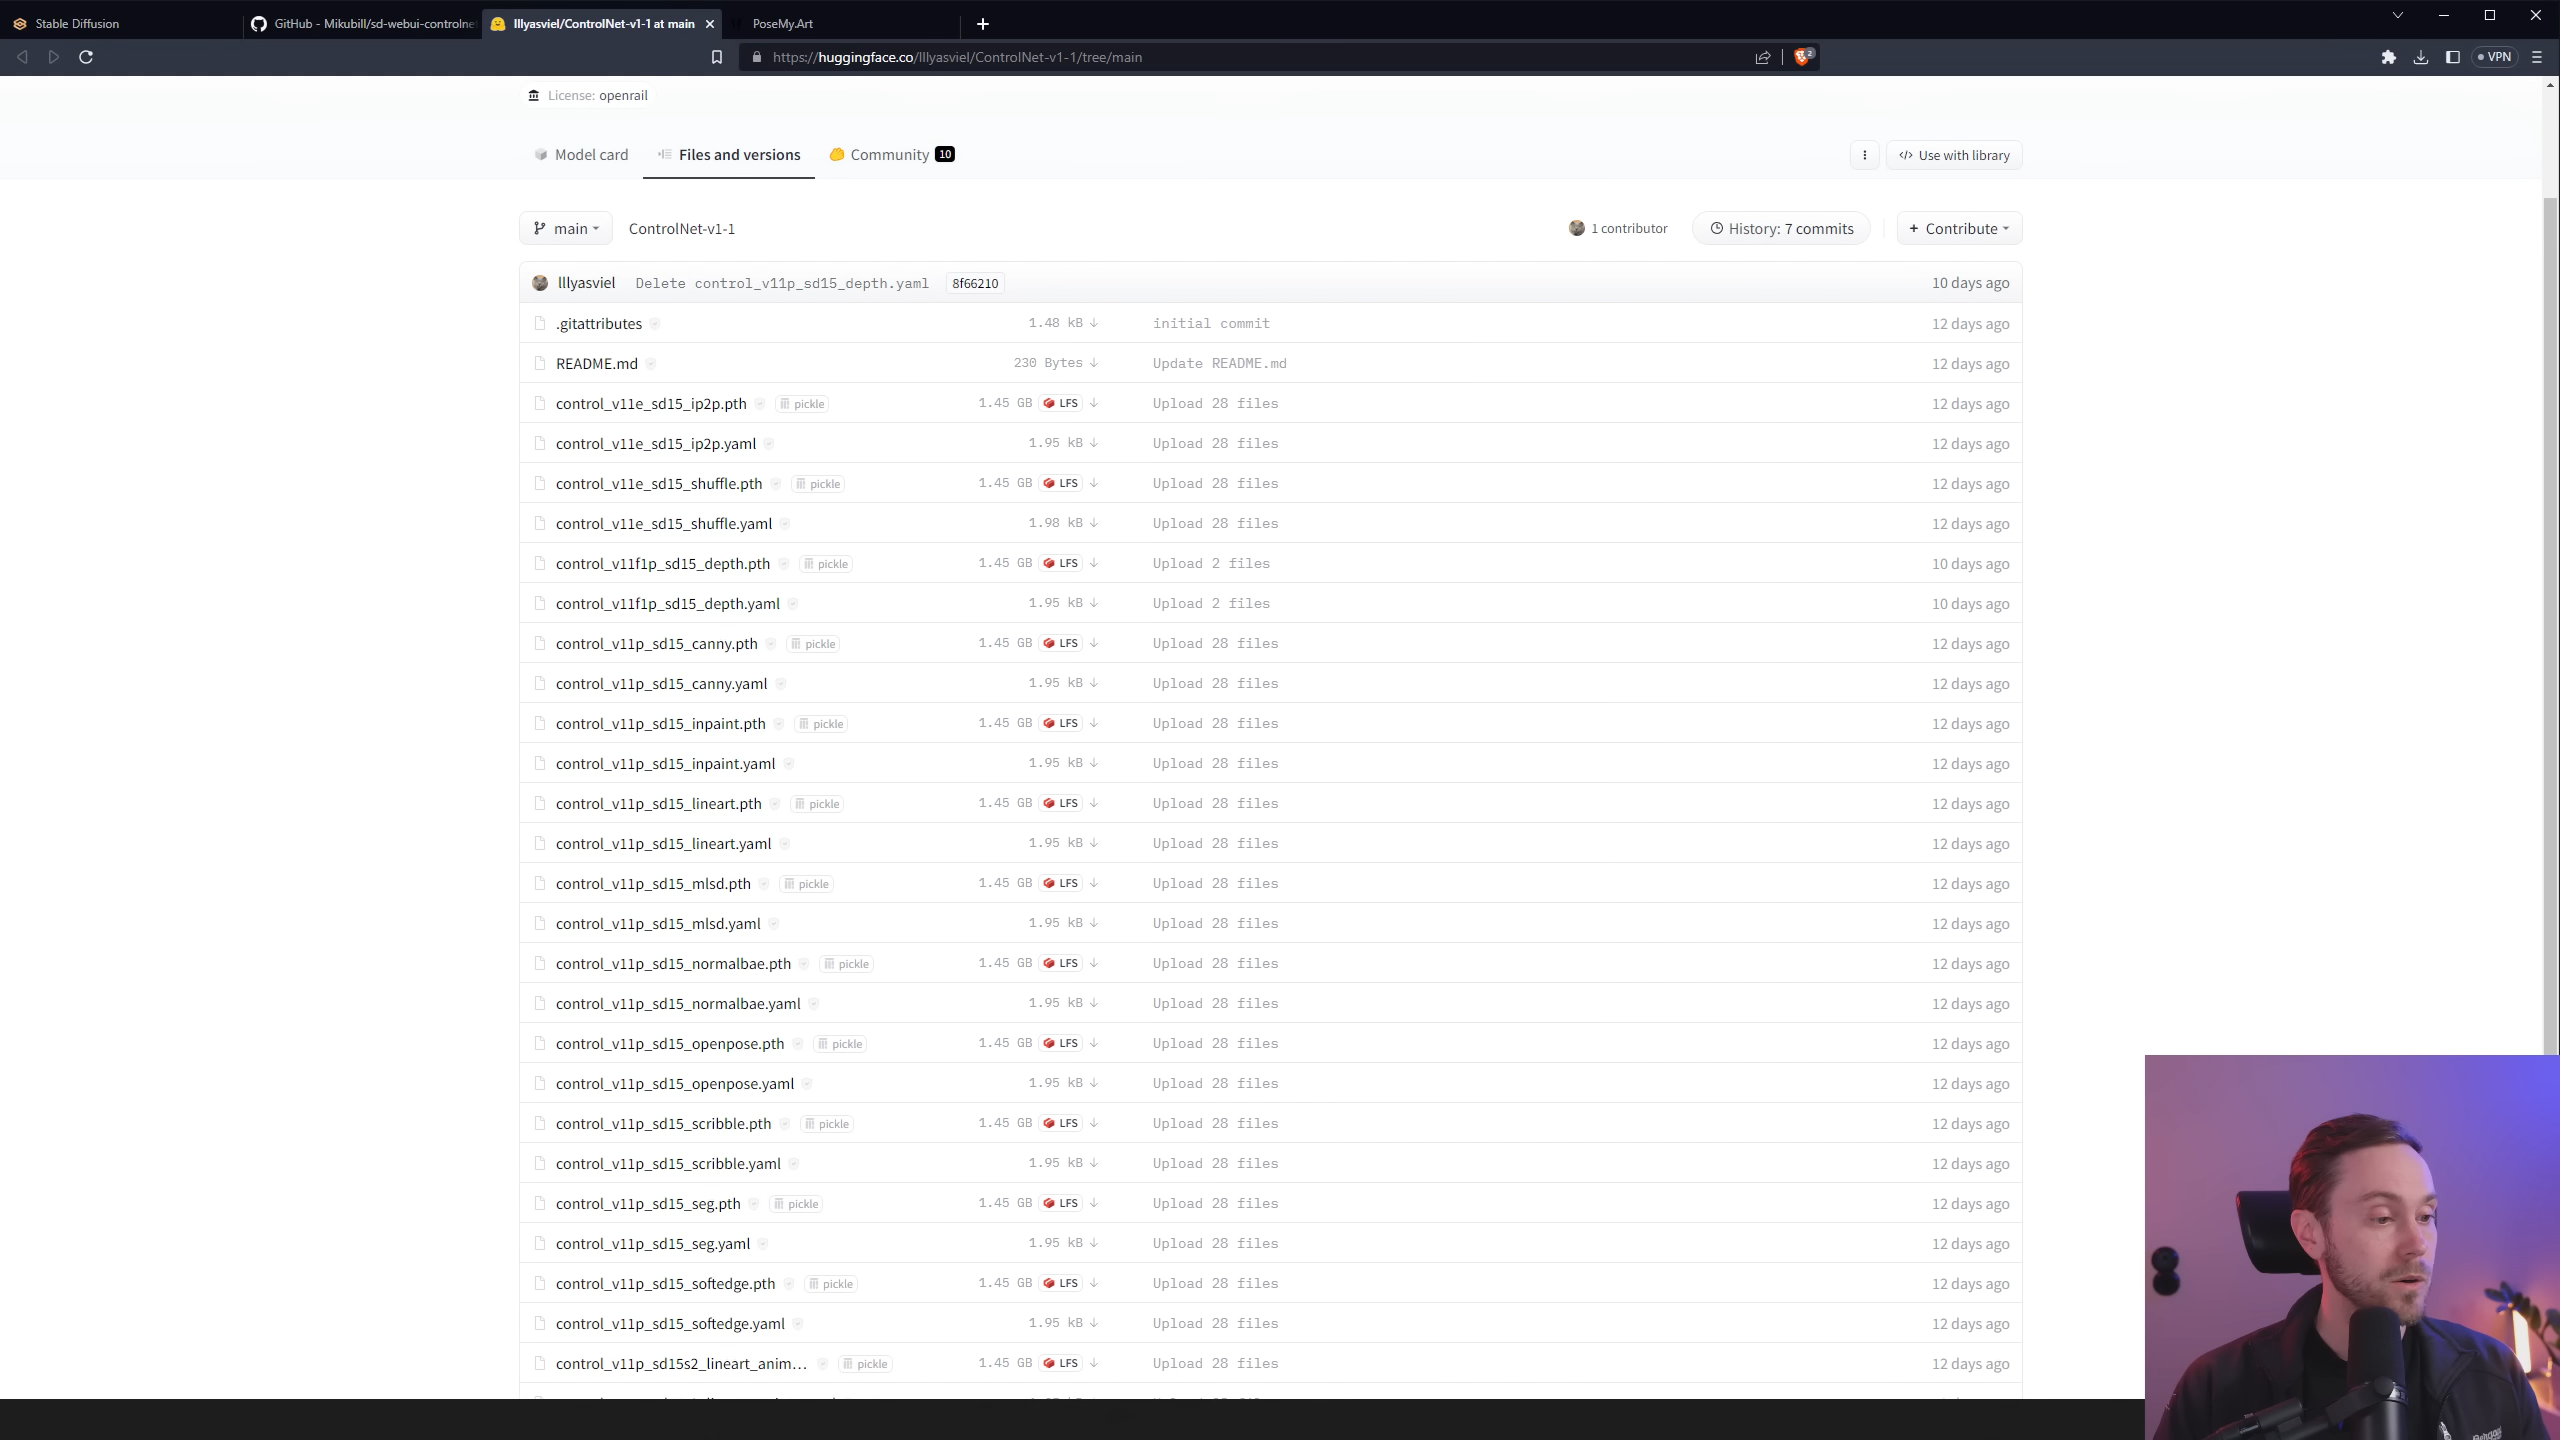 Stable Diffusion
GitHub - Mikubill/sd-webui-controlne
lllyasviel/ControlNet-v1-1 at main
PoseMy.Art
https://huggingface.co/lllyasviel/ControlNet-v1-1/tree/main
2
VPN
License: openrail
Model card
Files and versions
Community 10
Use with library
main
ControlNet-v1-1
1 contributor
History: 7 commits
+ Contribute
lllyasviel Delete control_v11p_sd15_depth.yaml 8f66210 10 days ago
.gitattributes 1.48 kB initial commit 12 days ago
README.md 230 Bytes Update README.md 12 days ago
control_v11e_sd15_ip2p.pth pickle 1.45 GB LFS Upload 28 files 12 days ago
control_v11e_sd15_ip2p.yaml 1.95 kB Upload 28 files 12 days ago
control_v11e_sd15_shuffle.pth pickle 1.45 GB LFS Upload 28 files 12 days ago
control_v11e_sd15_shuffle.yaml 1.98 kB Upload 28 files 12 days ago
control_v11f1p_sd15_depth.pth pickle 1.45 GB LFS Upload 2 files 10 days ago
control_v11f1p_sd15_depth.yaml 1.95 kB Upload 2 files 10 days ago
control_v11p_sd15_canny.pth pickle 1.45 GB LFS Upload 28 files 12 days ago
control_v11p_sd15_canny.yaml 1.95 kB Upload 28 files 12 days ago
control_v11p_sd15_inpaint.pth pickle 1.45 GB LFS Upload 28 files 12 days ago
control_v11p_sd15_inpaint.yaml 1.95 kB Upload 28 files 12 days ago
control_v11p_sd15_lineart.pth pickle 1.45 GB LFS Upload 28 files 12 days ago
control_v11p_sd15_lineart.yaml 1.95 kB Upload 28 files 12 days ago
control_v11p_sd15_mlsd.pth pickle 1.45 GB LFS Upload 28 files 12 days ago
control_v11p_sd15_mlsd.yaml 1.95 kB Upload 28 files 12 days ago
control_v11p_sd15_normalbae.pth pickle 1.45 GB LFS Upload 28 files 12 days ago
control_v11p_sd15_normalbae.yaml 1.95 kB Upload 28 files 12 days ago
control_v11p_sd15_openpose.pth pickle 1.45 GB LFS Upload 28 files 12 days ago
control_v11p_sd15_openpose.yaml 1.95 kB Upload 28 files 12 days ago
control_v11p_sd15_scribble.pth pickle 1.45 GB LFS Upload 28 files 12 days ago
control_v11p_sd15_scribble.yaml 1.95 kB Upload 28 files 12 days ago
control_v11p_sd15_seg.pth pickle 1.45 GB LFS Upload 28 files 12 days ago
control_v11p_sd15_seg.yaml 1.95 kB Upload 28 files 12 days ago
control_v11p_sd15_softedge.pth pickle 1.45 GB LFS Upload 28 files 12 days ago
control_v11p_sd15_softedge.yaml 1.95 kB Upload 28 files 12 days ago
control_v11p_sd15s2_lineart_anim... pickle 1.45 GB LFS Upload 28 files 12 days ago